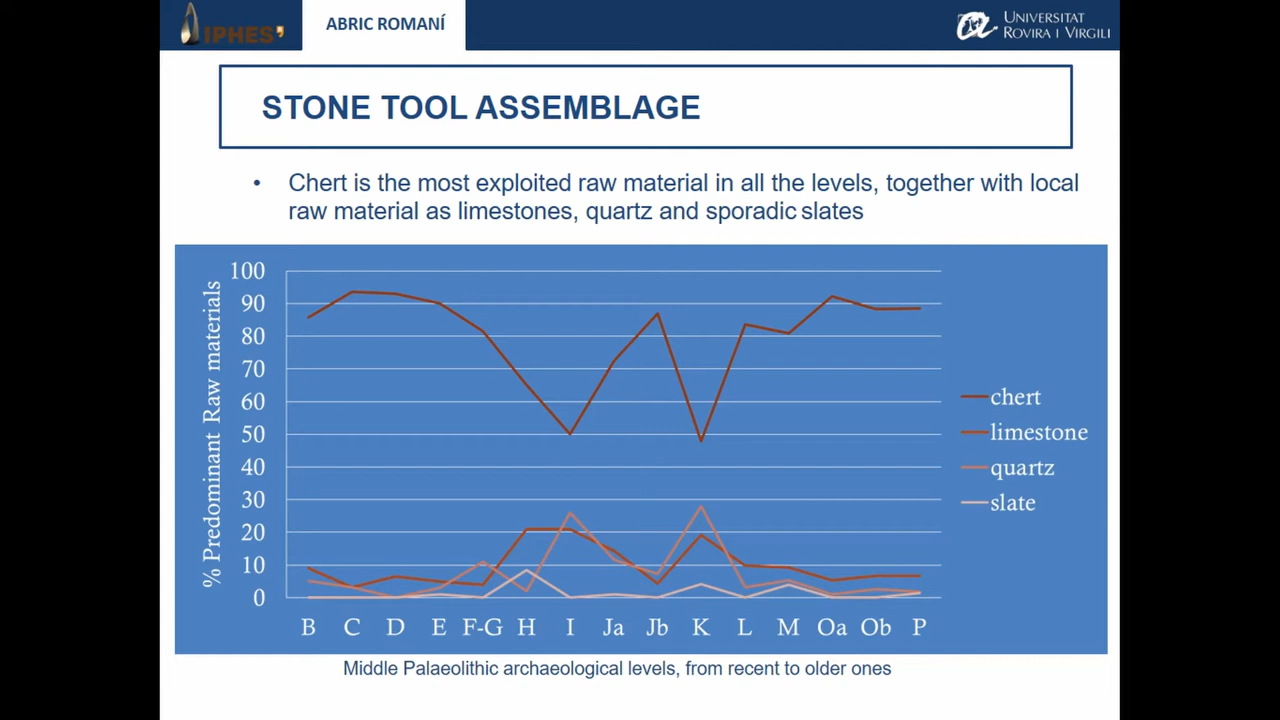 IPHES
ABRIC ROMANÍ
UNIVERSITAT
ROVIRA I VIRGILI
STONE TOOL ASSEMBLAGE
• Chert is the most exploited raw material in all the levels, together with local
raw material as limestones, quartz and sporadic slates
% Predominant Raw materials
100
90
80
70
60
50
40
30
20
10
0
B C D E F-G H I Ja Jb K L M Oa Ob P
chert
limestone
quartz
slate
Middle Palaeolithic archaeological levels, from recent to older ones